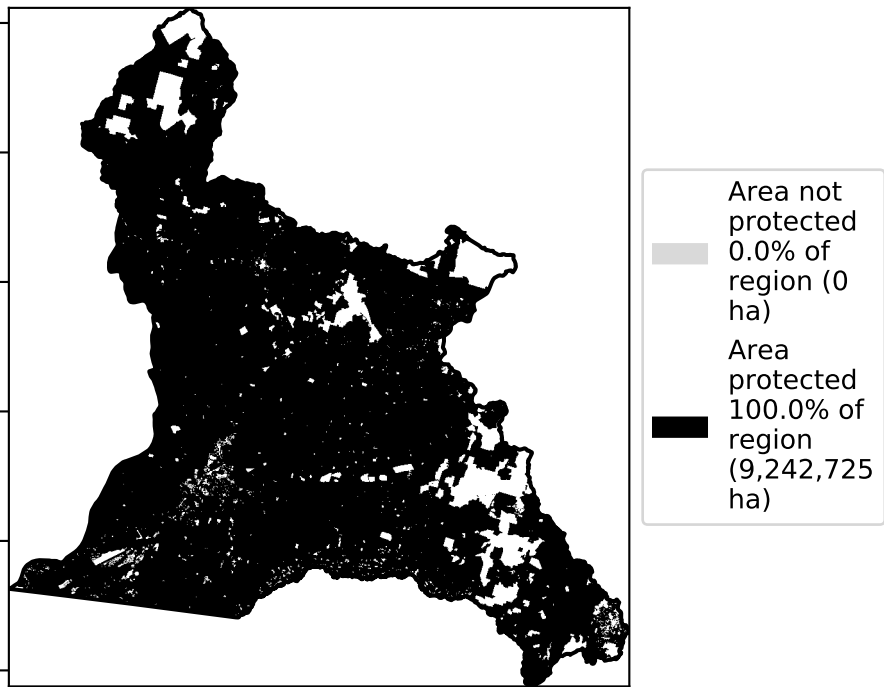 Area not
protected
0.0% of
region (0
ha)
Area
protected
100.0% of
region
(9,242,725
ha)